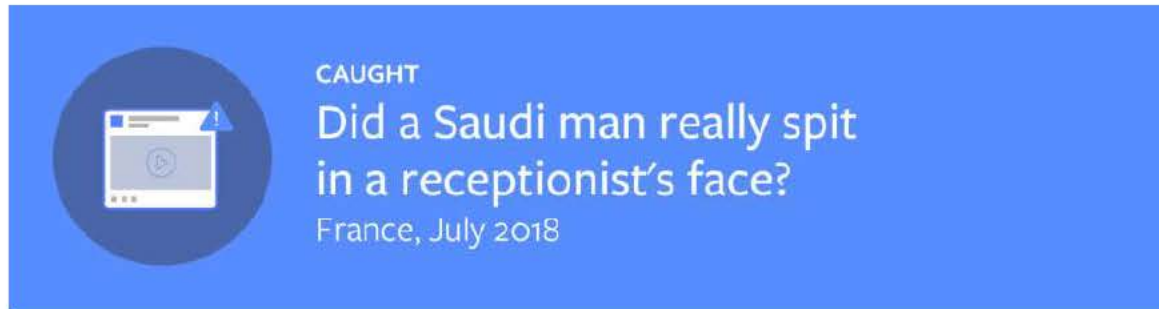 CAUGHT
Did a Saudi man really spit
in a receptionist's face?
France, July 2018